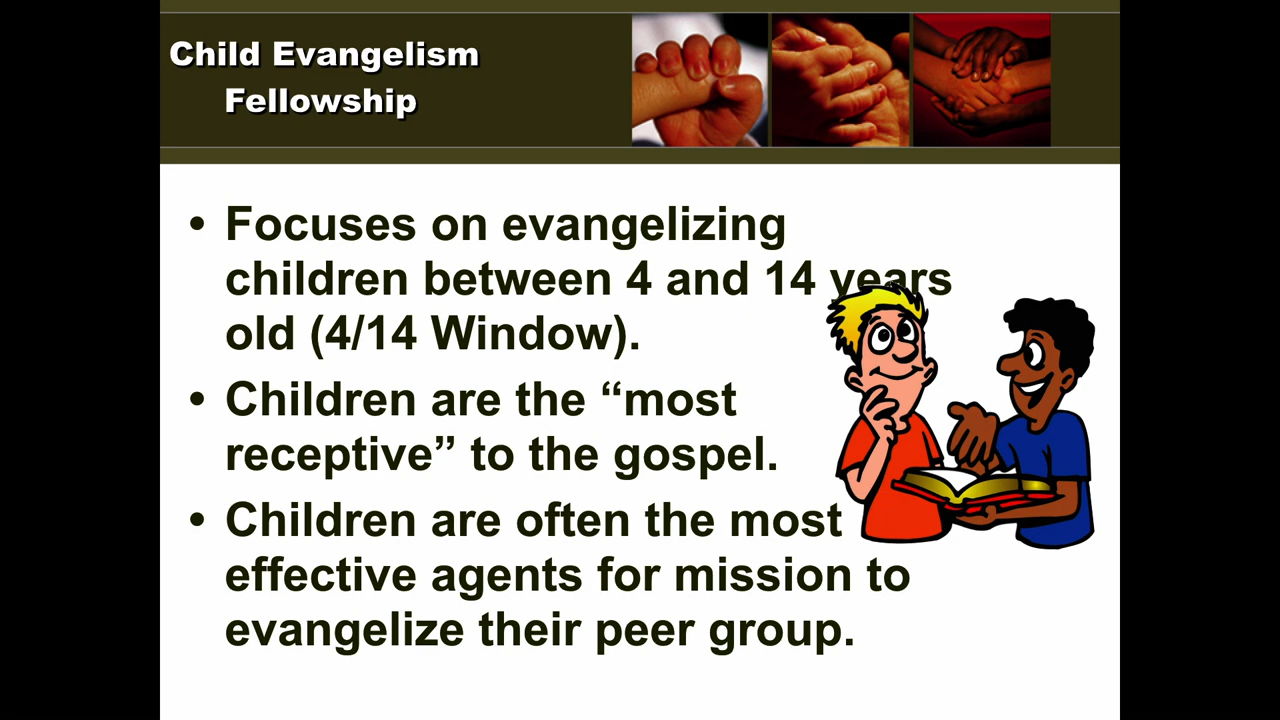 Child Evangelism
Fellowship
• Focuses on evangelizing
children between 4 and 14 years
old (4/14 Window).
• Children are the “most
receptive” to the gospel.
• Children are often the most
effective agents for mission to
evangelize their peer group.